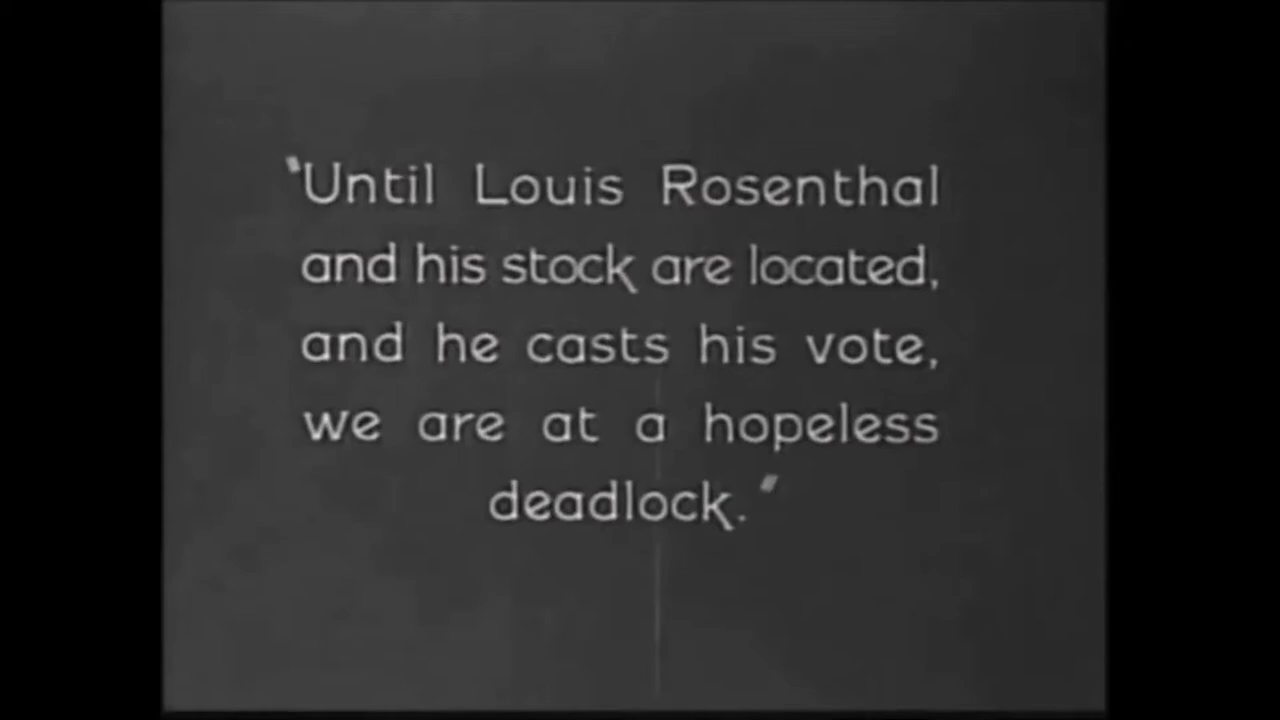 "Until Louis Rosenthal
and his stock are located,
and he casts his vote,
we are at a hopeless
deadlock."